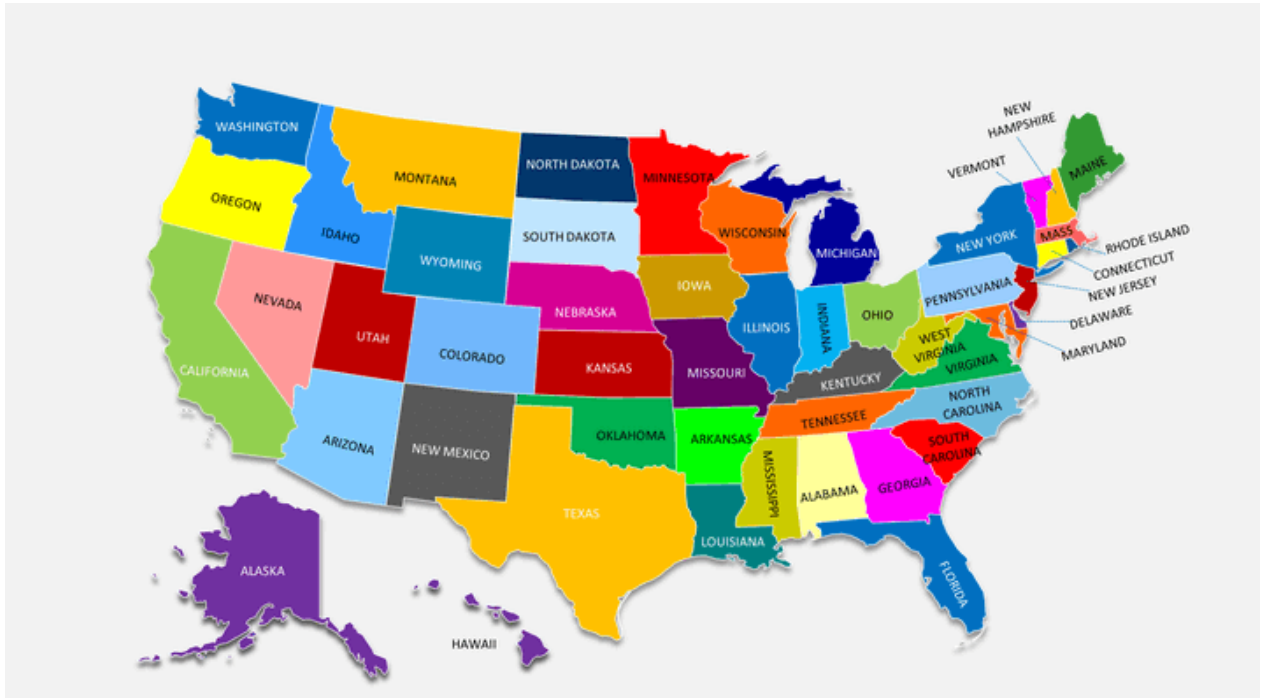 NEW
HAMPSHIRE
VERMONT
MAINE
WASHINGTON
MONTANA
NORTH DAKOTA
MINNESOTA
OREGON
IDAHO
SOUTH DAKOTA
WISCONSIN
MICHIGAN
NEW YORK
MASS
RHODE ISLAND
CONNECTICUT
NEW JERSEY
DELAWARE
MARYLAND
WYOMING
NEVADA
UTAH
COLORADO
NEBRASKA
IOWA
ILLINOIS
INDIANA
OHIO
PENNSYLVANIA
WEST
VIRGINIA
VIRGINIA
CALIFORNIA
KANSAS
MISSOURI
KENTUCKY
NORTH
CAROLINA
TENNESSEE
SOUTH
CAROLINA
ARIZONA
NEW MEXICO
OKLAHOMA
ARKANSAS
MISSISSIPPI
ALABAMA
GEORGIA
TEXAS
LOUISIANA
FLORIDA
ALASKA
HAWAII